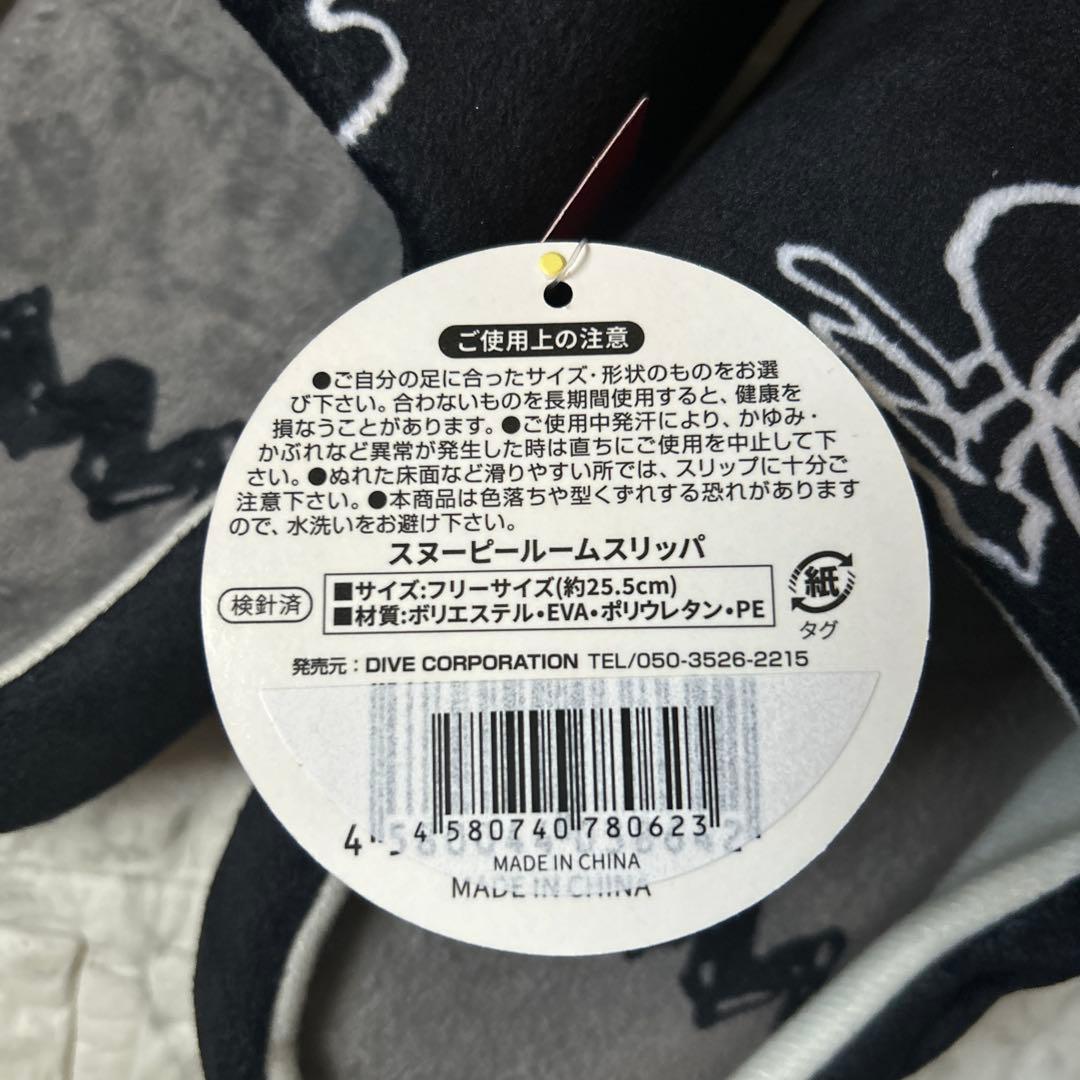 ご使用上の注意
●ご自分の足に合ったサイズ・形状のものをお選
び下さい。合わないものを長期間使用すると、健康を
損なうことがあります。●ご使用中発汗により、かゆみ・
かぶれなど異常が発生した時は直ちにご使用を中止して下
さい。●ぬれた床面など滑りやすい所では、スリップに十分ご
注意下さい。●本商品は色落ちや型くずれする恐れがあります
ので、水洗いをお避け下さい。
スヌーピールームスリッパ
検針済
■サイズ:フリーサイズ(約25.5cm)
■材質:ポリエステル・EVA・ポリウレタン・PE
紙
タグ
発売元:DIVE CORPORATION TEL/050-3526-2215
4 580740 780623
MADE IN CHINA
MADE IN CHINA